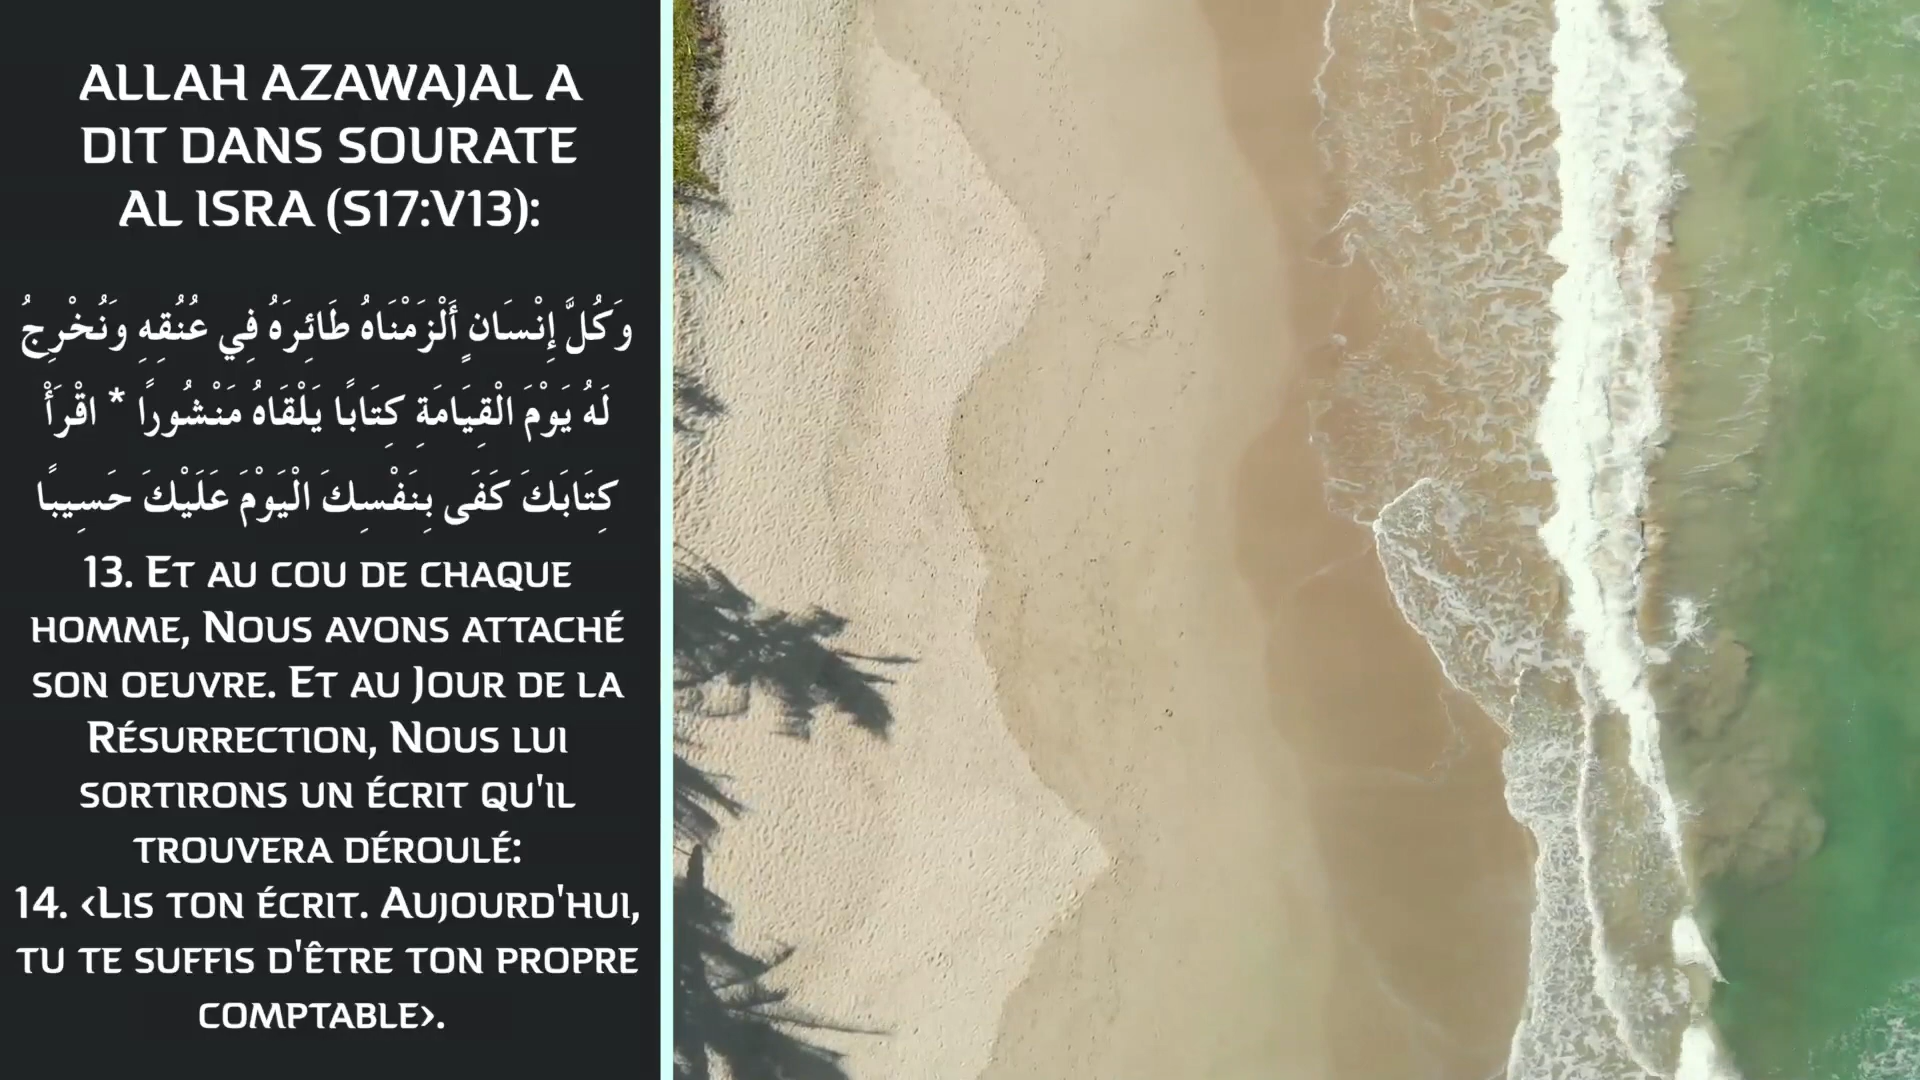 ALLAH AZAWAJAL A
DIT DANS SOURATE
AL ISRA (S17:V13):
وَكُلَّ إِنْسَانٍ أَلْزَمْنَاهُ طَائِرَهُ فِي عُنُقِهِ وَنُخْرِجُ
لَهُ يَوْمَ الْقِيَامَةِ كِتَابًا يَلْقَاهُ مَنْشُورًا * اقْرَأْ
كِتَابَكَ كَفَى بِنَفْسِكَ الْيَوْمَ عَلَيْكَ حَسِيبًا
13. Et au cou de chaque
homme, Nous avons attaché
son oeuvre. Et au Jour de la
Résurrection, Nous lui
sortirons un écrit qu'il
trouvera déroulé:
14. ‹Lis ton écrit. Aujourd'hui,
tu te suffis d'être ton propre
comptable›.